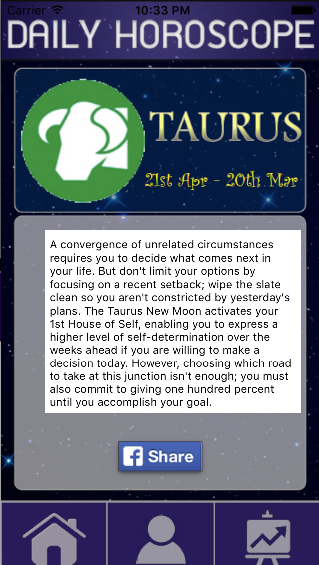 Carrier 10:33 PM
DAILY HOROSCOPE
TAURUS
21st Apr - 20th Mar
A convergence of unrelated circumstances
requires you to decide what comes next in
your life. But don't limit your options by
focusing on a recent setback; wipe the slate
clean so you aren't constricted by yesterday's
plans. The Taurus New Moon activates your
1st House of Self, enabling you to express a
higher level of self-determination over the
weeks ahead if you are willing to make a
decision today. However, choosing which road
to take at this junction isn't enough; you must
also commit to giving one hundred percent
until you accomplish your goal.
f Share